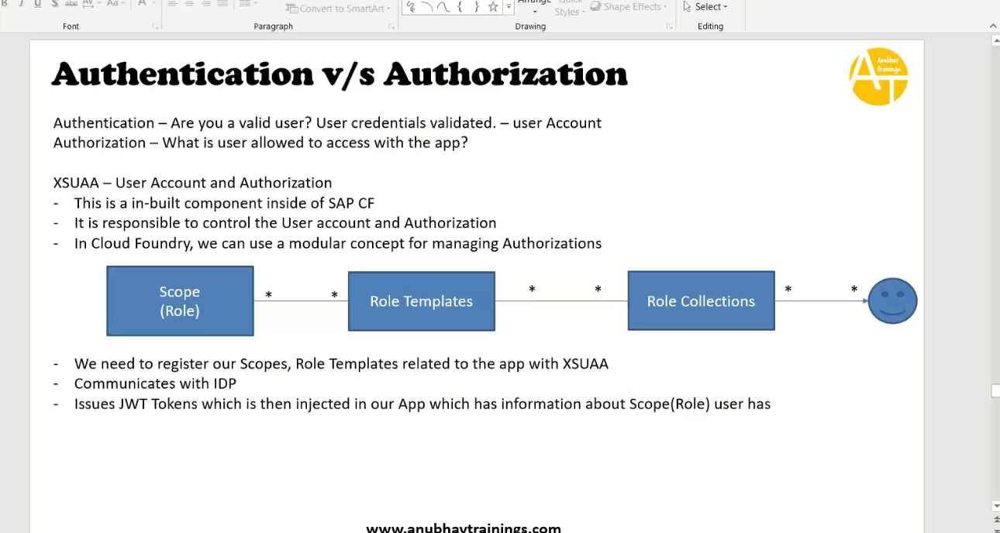 B I U S abc AV Aa A
Convert to SmartArt
{ }
Arrange
Quick
Styles
Shape Effects
Select
Font
Paragraph
Drawing
Editing
Authentication v/s Authorization
Anubhav
trainings
AT
Authentication – Are you a valid user? User credentials validated. – user Account
Authorization – What is user allowed to access with the app?
XSUAA – User Account and Authorization
- This is a in-built component inside of SAP CF
- It is responsible to control the User account and Authorization
- In Cloud Foundry, we can use a modular concept for managing Authorizations
Scope
(Role)
* *
Role Templates
* *
Role Collections
* *
- We need to register our Scopes, Role Templates related to the app with XSUAA
- Communicates with IDP
- Issues JWT Tokens which is then injected in our App which has information about Scope(Role) user has
www.anubhavtrainings.com